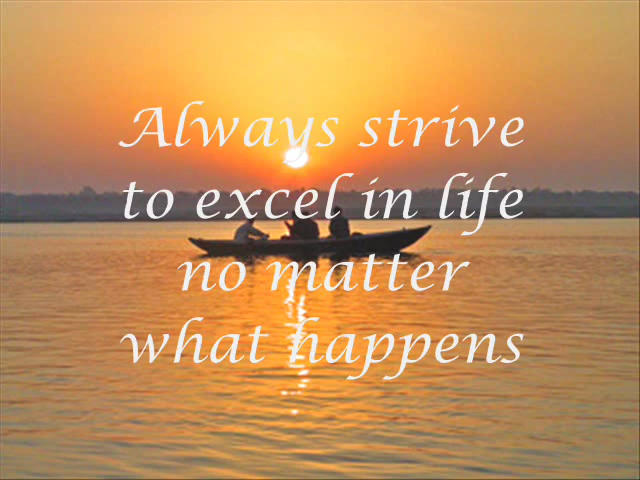 Always strive
to excel in life
no matter
what happens